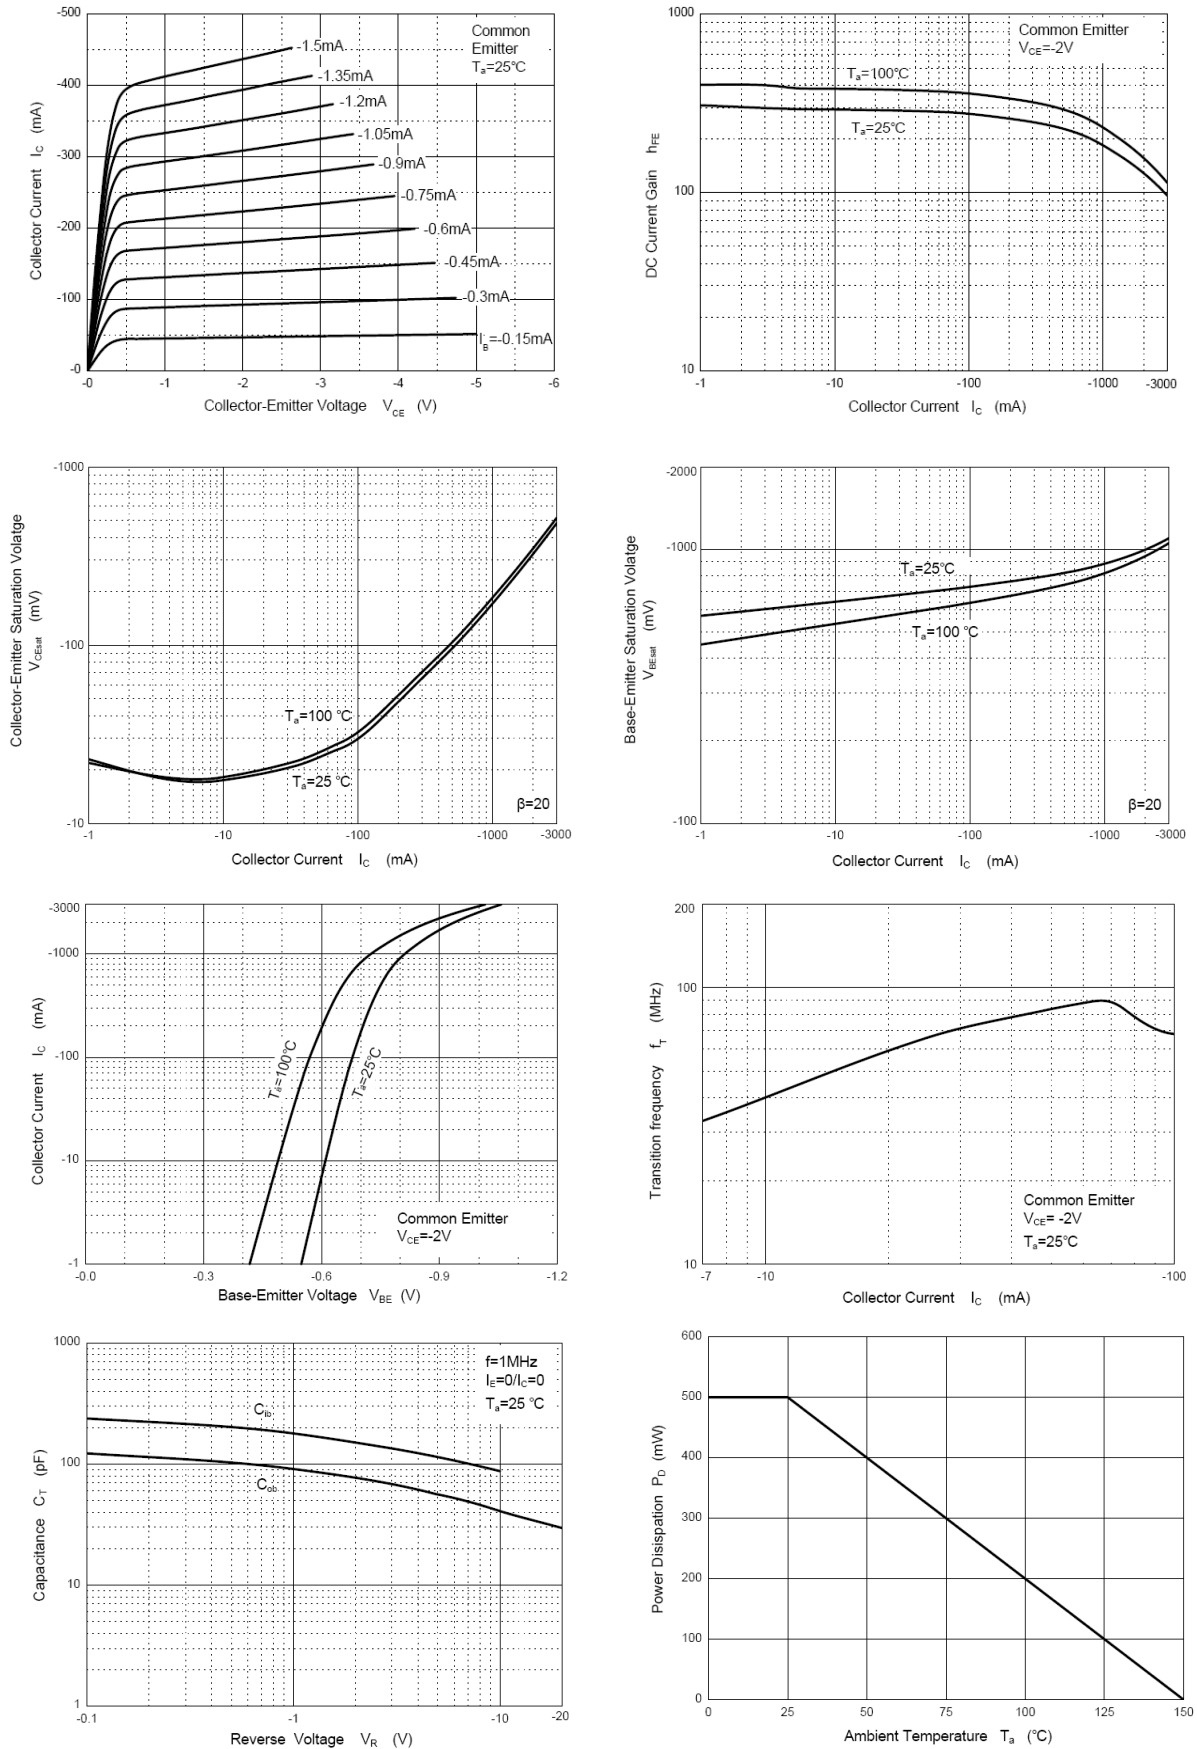 -500
-400
-300
-200
-100
-0
-0 -1 -2 -3 -4 -5 -6
Collector Current I_C (mA)
Collector-Emitter Voltage V_CE (V)
Common
Emitter
T_a=25℃
-1.5mA
-1.35mA
-1.2mA
-1.05mA
-0.9mA
-0.75mA
-0.6mA
-0.45mA
-0.3mA
I_B=-0.15mA
1000
100
10
-1 -10 -100 -1000 -3000
DC Current Gain h_FE
Collector Current I_C (mA)
Common Emitter
V_CE=-2V
T_a=100℃
T_a=25℃
-1000
-100
-10
-1 -10 -100 -1000 -3000
Collector-Emitter Saturation Volatge
V_CEsat (mV)
Collector Current I_C (mA)
T_a=100 ℃
T_a=25 ℃
β=20
-2000
-1000
-100
-1 -10 -100 -1000 -3000
Base-Emitter Saturation Volatge
V_BEsat (mV)
Collector Current I_C (mA)
T_a=25℃
T_a=100 ℃
β=20
-3000
-1000
-100
-10
-1
-0.0 -0.3 -0.6 -0.9 -1.2
Collector Current I_C (mA)
Base-Emitter Voltage V_BE (V)
T_a=100℃
T_a=25℃
Common Emitter
V_CE=-2V
200
100
10
-7 -10 -100
Transition frequency f_T (MHz)
Collector Current I_C (mA)
Common Emitter
V_CE= -2V
T_a=25℃
1000
100
10
1
-0.1 -1 -10 -20
Capacitance C_T (pF)
Reverse Voltage V_R (V)
f=1MHz
I_E=0/I_C=0
T_a=25 ℃
C_ib
C_ob
600
500
400
300
200
100
0
0 25 50 75 100 125 150
Power Disispation P_D (mW)
Ambient Temperature T_a (℃)